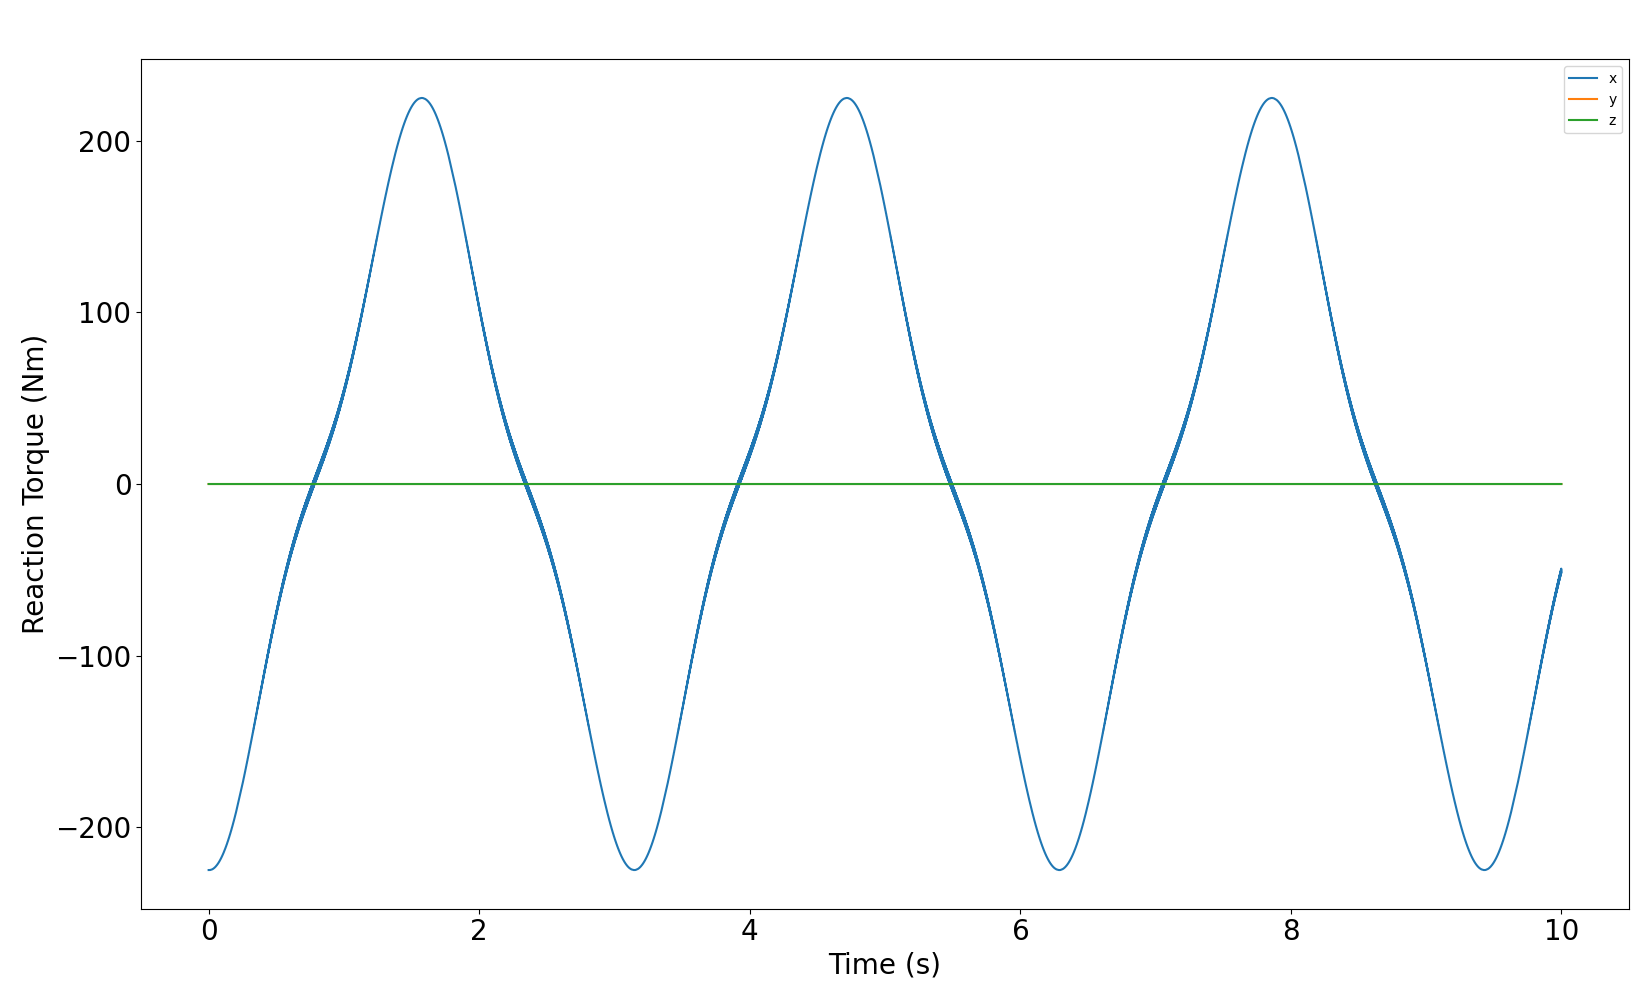 x
y
z
200
100
0
−100
−200
Reaction Torque (Nm)
0 2 4 6 8 10
Time (s)